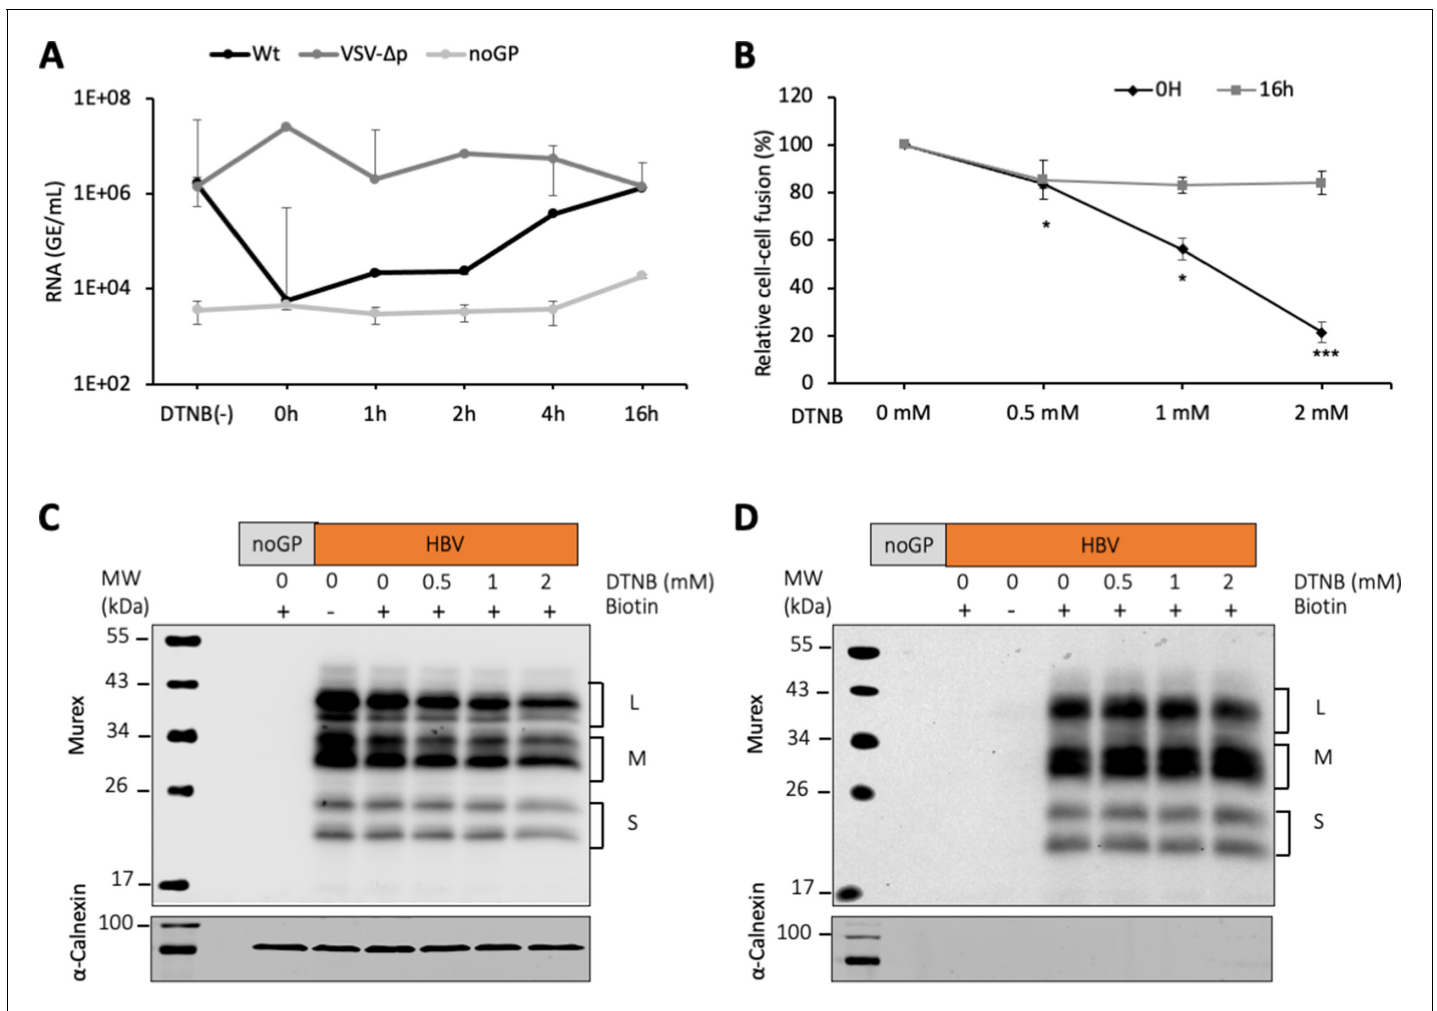 A
Wt VSV-Δp noGP
1E+08
1E+06
1E+04
1E+02
RNA (GE/mL)
DTNB(-) 0h 1h 2h 4h 16h
B
0H 16h
120
100
80
60
40
20
0
Relative cell-cell fusion (%)
*
*
***
DTNB 0 mM 0.5 mM 1 mM 2 mM
C
noGP HBV
MW (kDa)
0 0 0 0.5 1 2 DTNB (mM)
+ - + + + + Biotin
55
43
34
26
17
100
Murex
α-Calnexin
L
M
S
D
noGP HBV
MW (kDa)
0 0 0 0.5 1 2 DTNB (mM)
+ - + + + + Biotin
55
43
34
26
17
100
Murex
α-Calnexin
L
M
S